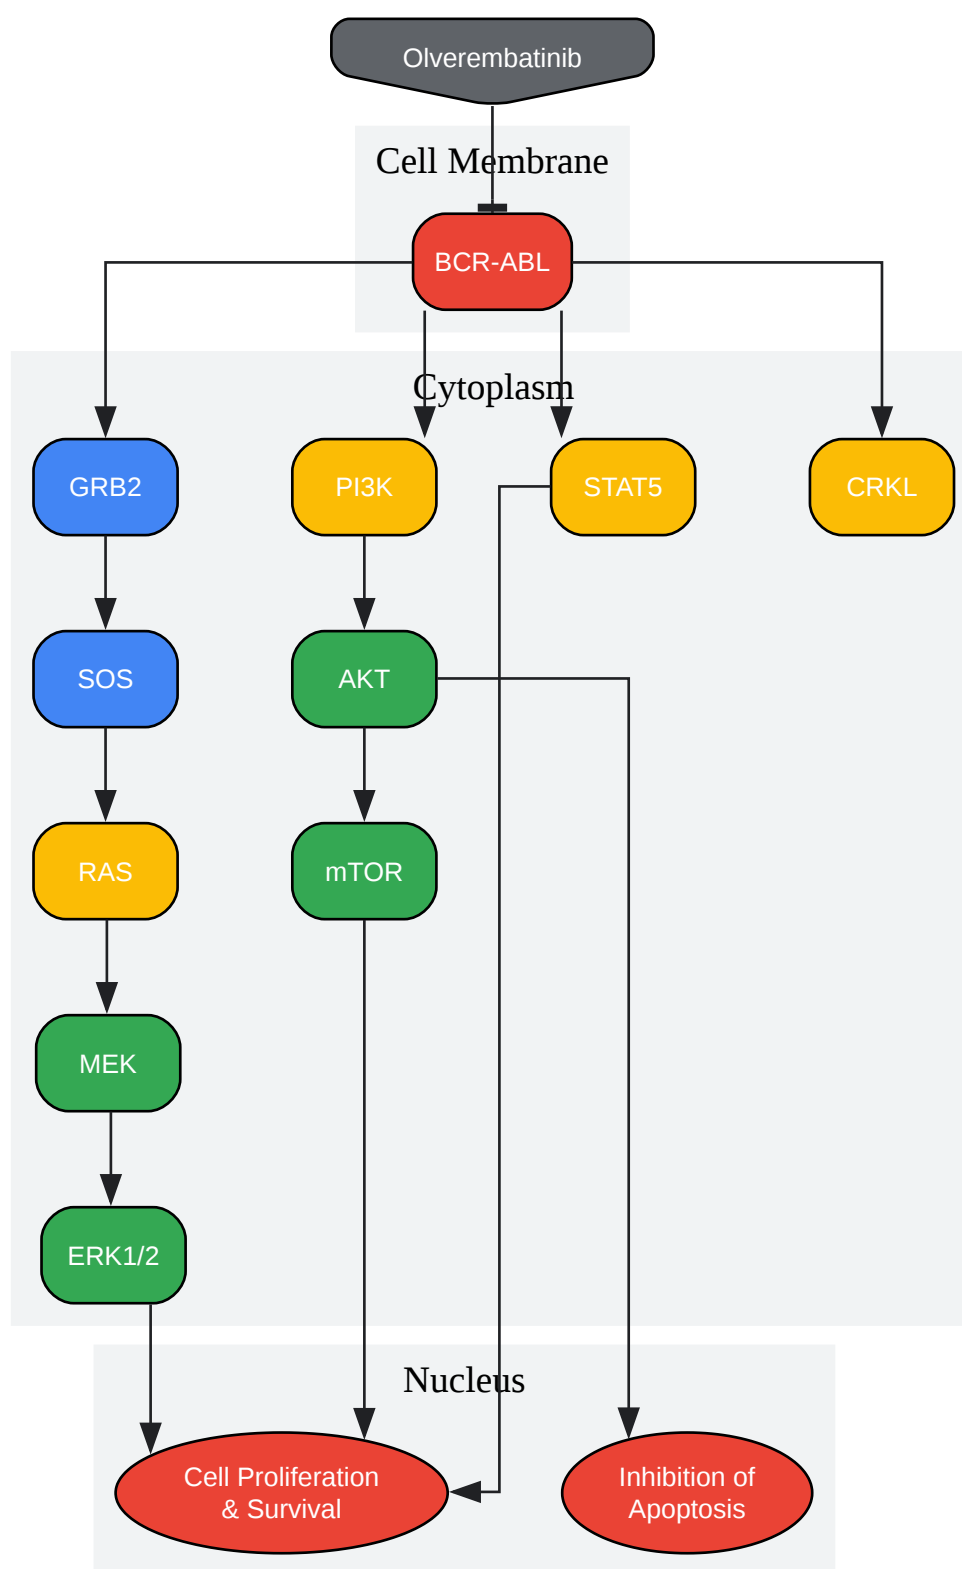 Olverembatinib
Cell Membrane
BCR-ABL
Cytoplasm
GRB2
PI3K
STAT5
CRKL
SOS
AKT
RAS
mTOR
MEK
ERK1/2
Nucleus
Cell Proliferation
& Survival
Inhibition of
Apoptosis